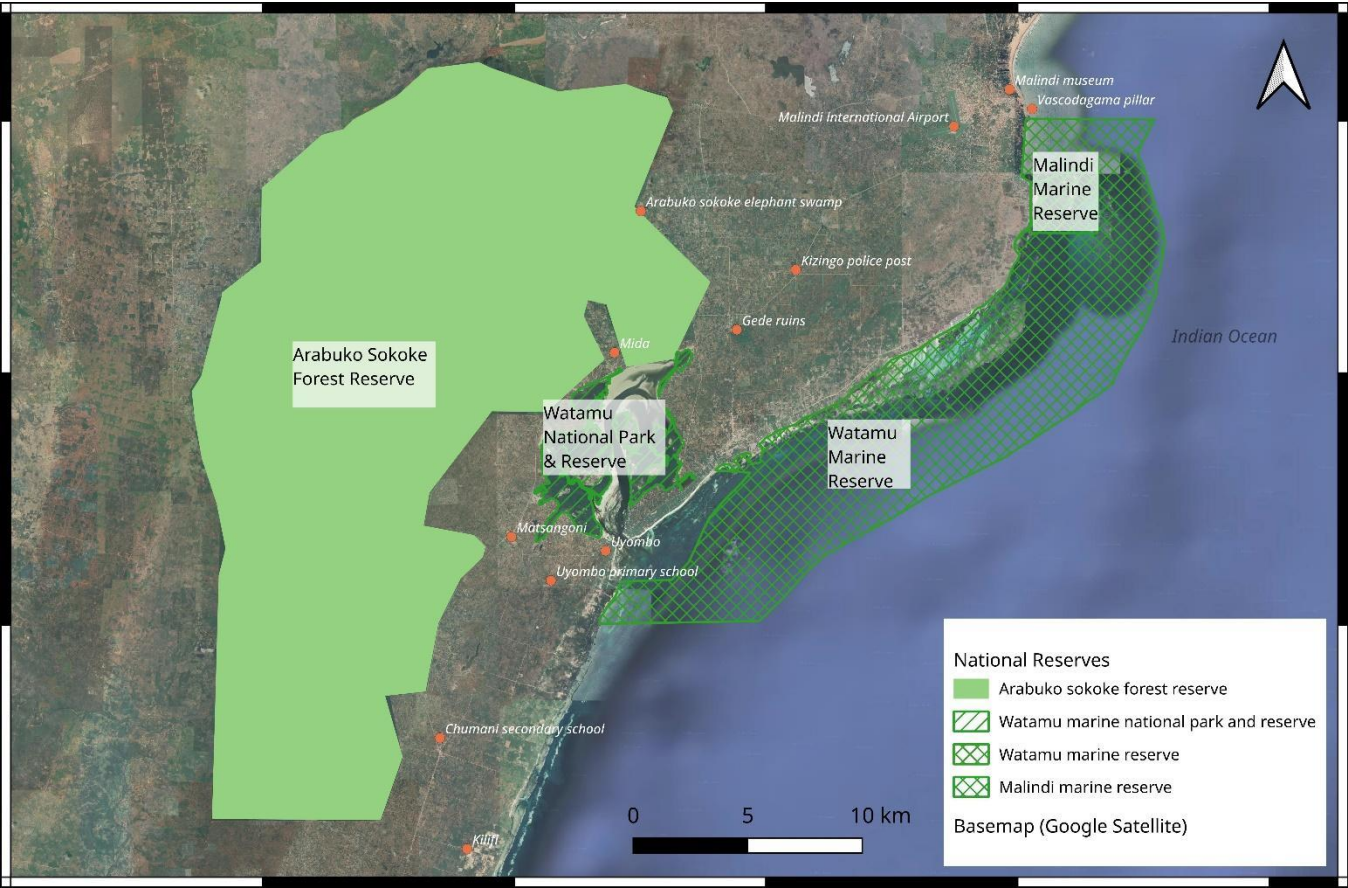 Malindi museum
Vascodagama pillar
Malindi International Airport
Malindi
Marine
Reserve
Arabuko sokoke elephant swamp
Kizingo police post
Gede ruins
Indian Ocean
Mida
Arabuko Sokoke
Forest Reserve
Watamu
National Park
& Reserve
Watamu
Marine
Reserve
Matsangoni
Uyombo
Uyombo primary school
Chumani secondary school
Kilifi
0 5 10 km
National Reserves
Arabuko sokoke forest reserve
Watamu marine national park and reserve
Watamu marine reserve
Malindi marine reserve
Basemap (Google Satellite)